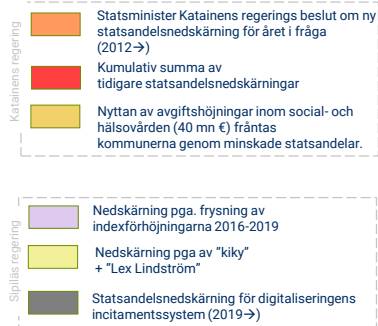 Katainens regering
Statsminister Katainens regerings beslut om ny
statsandelsnedskärning för året i fråga
(2012→)
Kumulativ summa av
tidigare statsandelsnedskärningar
Nyttan av avgiftshöjningar inom social- och
hälsovården (40 mn €) fråntas
kommunerna genom minskade statsandelar.
Sipiläs regering
Nedskärning pga. frysning av
indexförhöjningarna 2016-2019
Nedskärning pga av ”kiky”
+ ”Lex Lindström”
Statsandelsnedskärning för digitaliseringens
incitamentssystem (2019→)